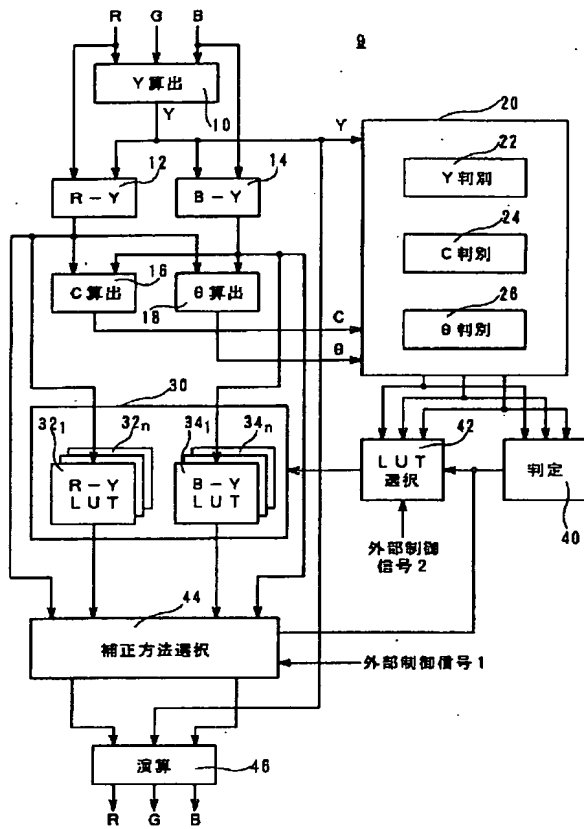 R G B
9
Y算出
10
Y
Y
20
12
14
R-Y
B-Y
22
Y判別
24
C判別
16
C算出
θ算出
18
C
θ
26
θ判別
30
32₁
32n
34₁
34n
R-Y
LUT
B-Y
LUT
42
LUT
選択
判定
40
外部制御
信号2
44
補正方法選択
外部制御信号1
演算
46
R G B